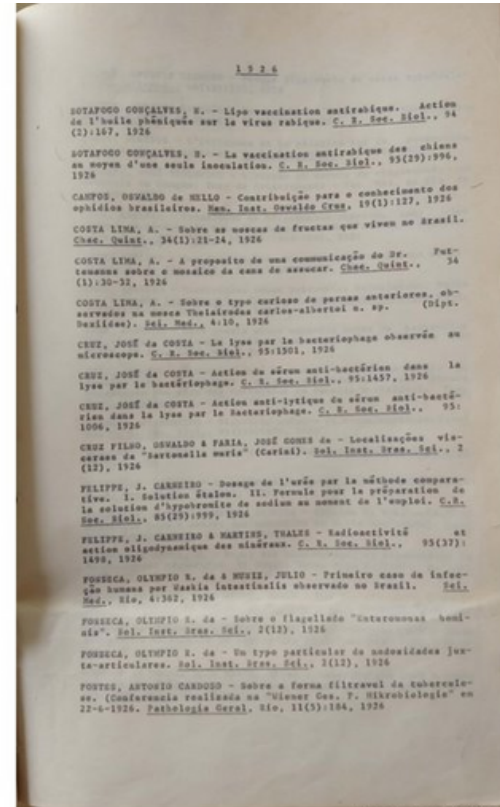 1926
BOTAFOGO GONÇALVES, N. - Lipo vaccination antirabique. Action
de l'huile phéniquée sur la virus rabique. C. R. Soc. Biol., 94
(2):167, 1926
BOTAFOGO GONÇALVES, N. - La vaccination antirabique des chiens
au moyen d'une seule inoculation. C. R. Soc. Biol., 95(29):996,
1926
CAMPOS, OSWALDO de MELLO - Contribuição para o conhecimento dos
ophidios brasileiros. Mem. Inst. Oswaldo Cruz, 19(1):127, 1926
COSTA LIMA, A. - Sobre as moscas de fructas que vivem no Brasil.
Chac. Quint., 34(1):21-24, 1926
COSTA LIMA, A. - A proposito de uma communicação do Dr.
sobre o mosaico da cana de assucar. Chac. Quint., 34
(1):30-32, 1926
COSTA LIMA, A. - Sobre o typo curioso de pernas anteriores, ob-
servados na mosca Thelairodes carlos-albertoi n. sp. (Dipt.
Dexiidae). Sci. Med., 4:10, 1926
CRUZ, JOSÉ da COSTA - La lyse par le bacteriophage observée au
microscope. C. R. Soc. Biol., 95:1501, 1926
CRUZ, JOSÉ da COSTA - Action du sérum anti-bactérien dans la
lyse par le bactériophage. C. R. Soc. Biol., 95:1457, 1926
CRUZ, JOSÉ da COSTA - Action anti-lytique du sérum anti-bacté-
rien dans la lyse par le Bacteriophage. C. R. Soc. Biol., 95:
1006, 1926
CRUZ FILHO, OSWALDO & FARIA, JOSÉ GOMES de - Localisações vis-
ceraes da "Bartonella muris" (Carini). Bol. Inst. Bras. Sci., 2
(12), 1926
FELIPPE, J. CARNEIRO - Dosage de l'urée par la méthode compara-
tive. I. Solution étalon. II. Formule pour la préparation de
la solution d'hypobromite de sodium au moment de l'emploi. C.R.
Soc. Biol., 85(29):999, 1926
FELIPPE, J. CARNEIRO & MARTINS, THALES - Radioactivité et
action oligodynamique des minéraux. C. R. Soc. Biol., 95(37):
1498, 1926
FONSECA, OLYMPIO R. da & MUNIZ, JULIO - Primeiro caso de infec-
ção humana por Waskia intestinalis observado no Brasil. Sci.
Med., Rio, 4:362, 1926
FONSECA, OLYMPIO R. da - Sobre o flagellado "Enteromonas homi-
nis". Bol. Inst. Bras. Sci., 2(12), 1926
FONSECA, OLYMPIO R. da - Un typo particular de nodosidades jux-
ta-articulares. Bol. Inst. Bras. Sci., 2(12), 1926
FONTES, ANTONIO CARDOSO - Sobre a forma filtravel da tuberculo-
se. (Conferencia realizada na "Wiener Ges. F. Mikrobiologie" em
22-6-1926. Pathologia Geral, Rio, 11(5):184, 1926